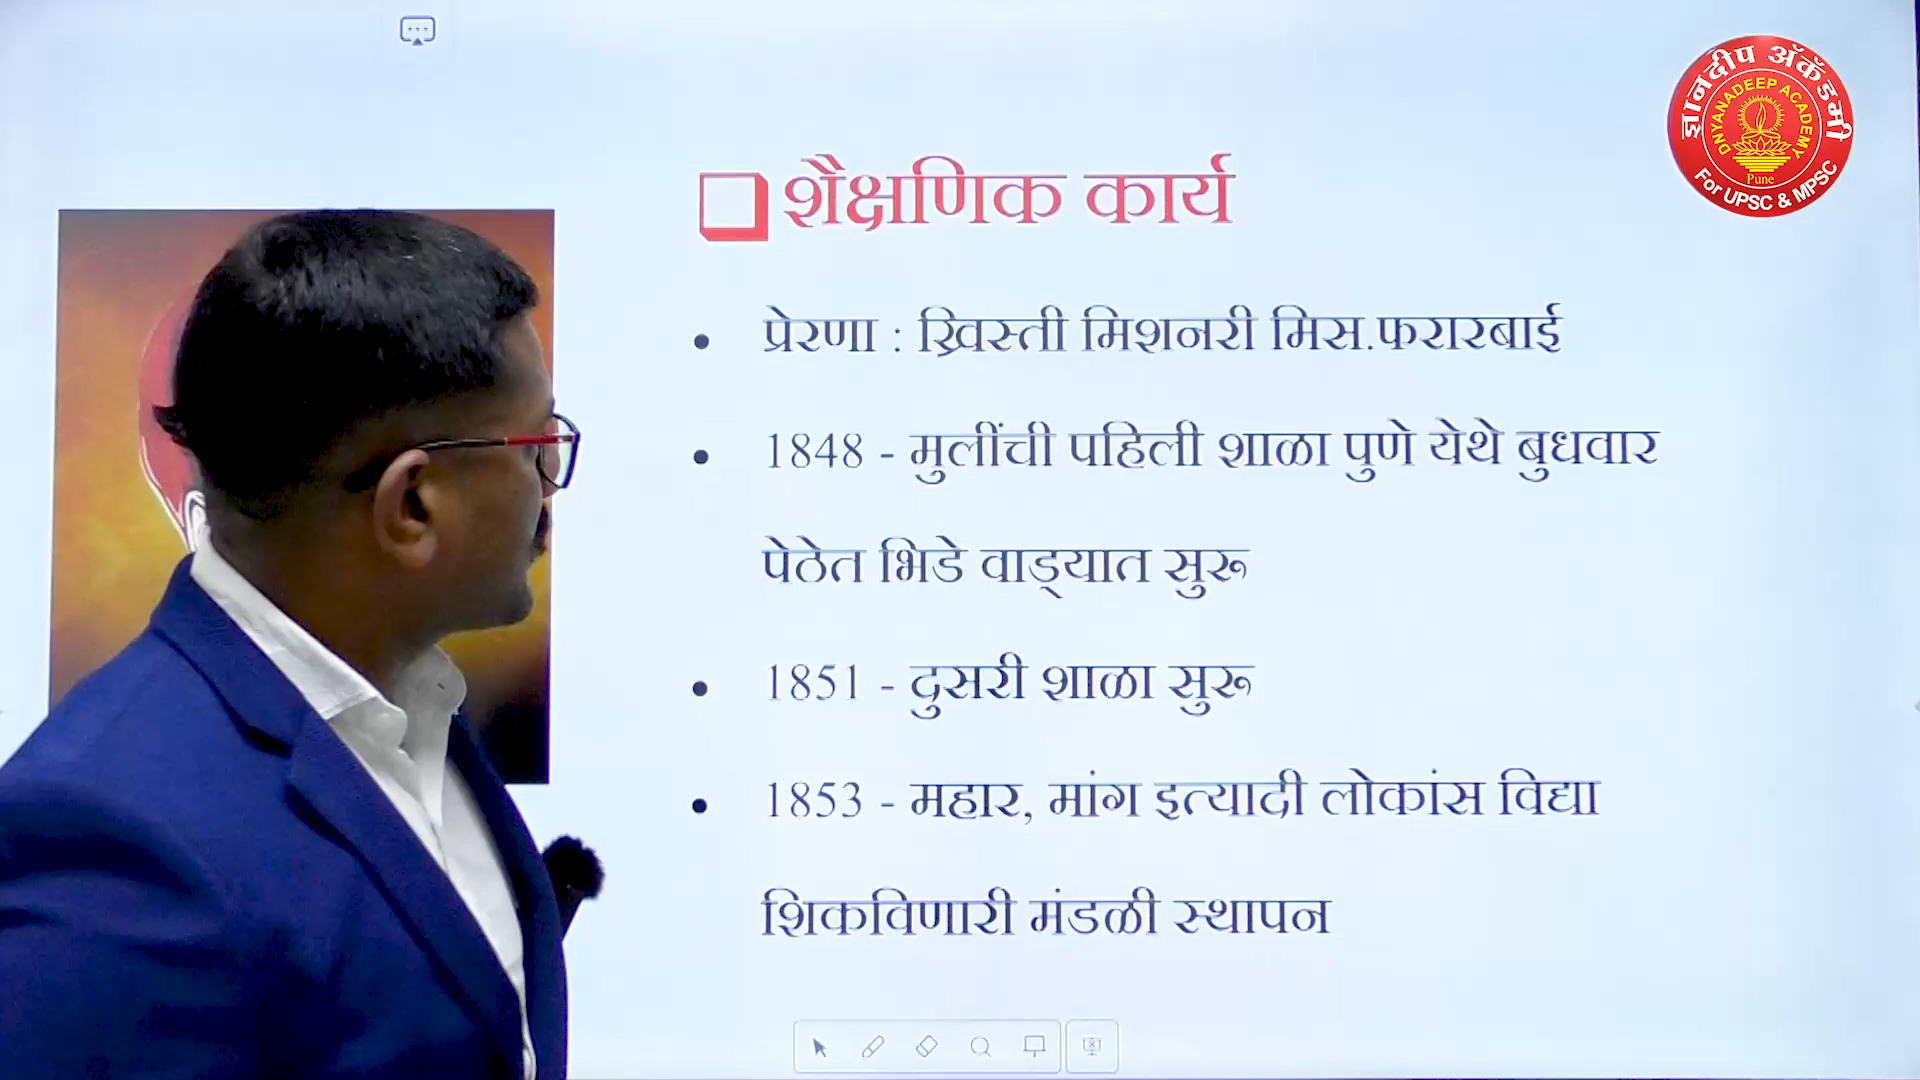 ज्ञानदीप अॅकॅडमी
DNYANADEEP ACADEMY
Pune
For UPSC & MPSC
शैक्षणिक कार्य
• प्रेरणा : ख्रिस्ती मिशनरी मिस.फरारबाई
• 1848 - मुलींची पहिली शाळा पुणे येथे बुधवार
पेठेत भिडे वाड्यात सुरू
• 1851 - दुसरी शाळा सुरू
• 1853 - महार, मांग इत्यादी लोकांस विद्या
शिकविणारी मंडळी स्थापन